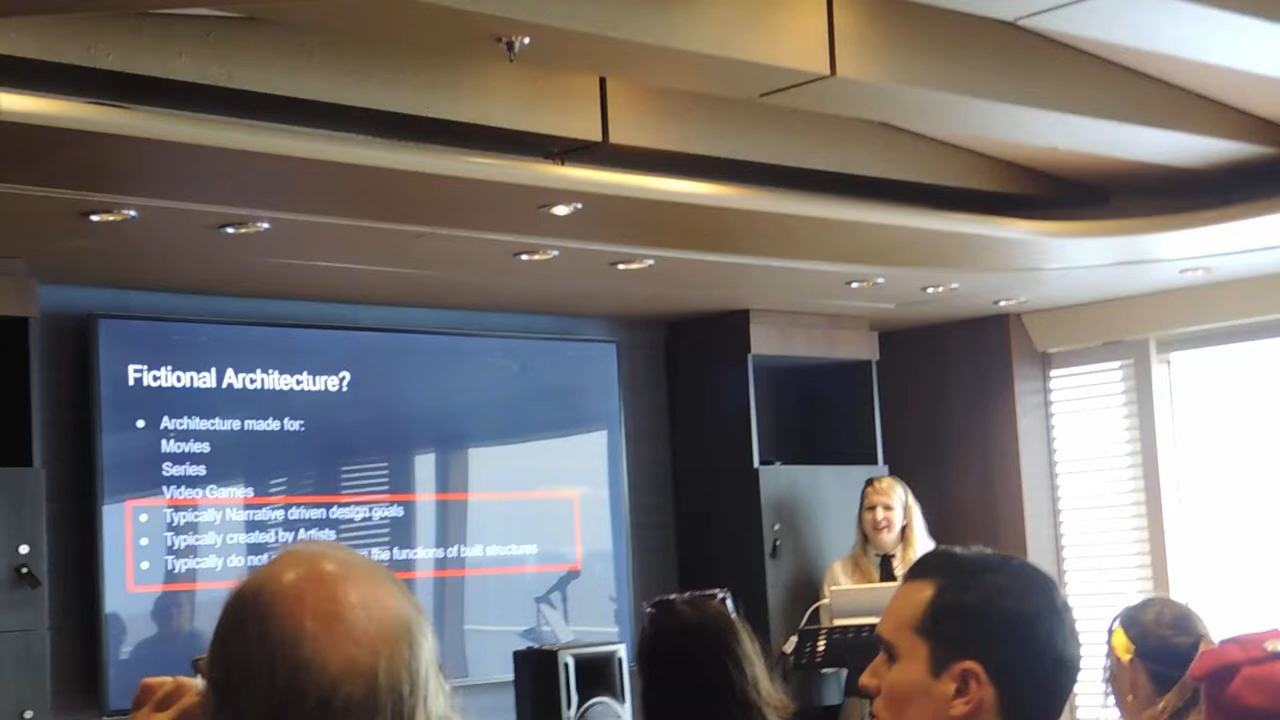 Fictional Architecture?
● Architecture made for:
Movies
Series
Video Games
● Typically Narrative driven design goals
● Typically created by Artists
● Typically do not the functions of built structures